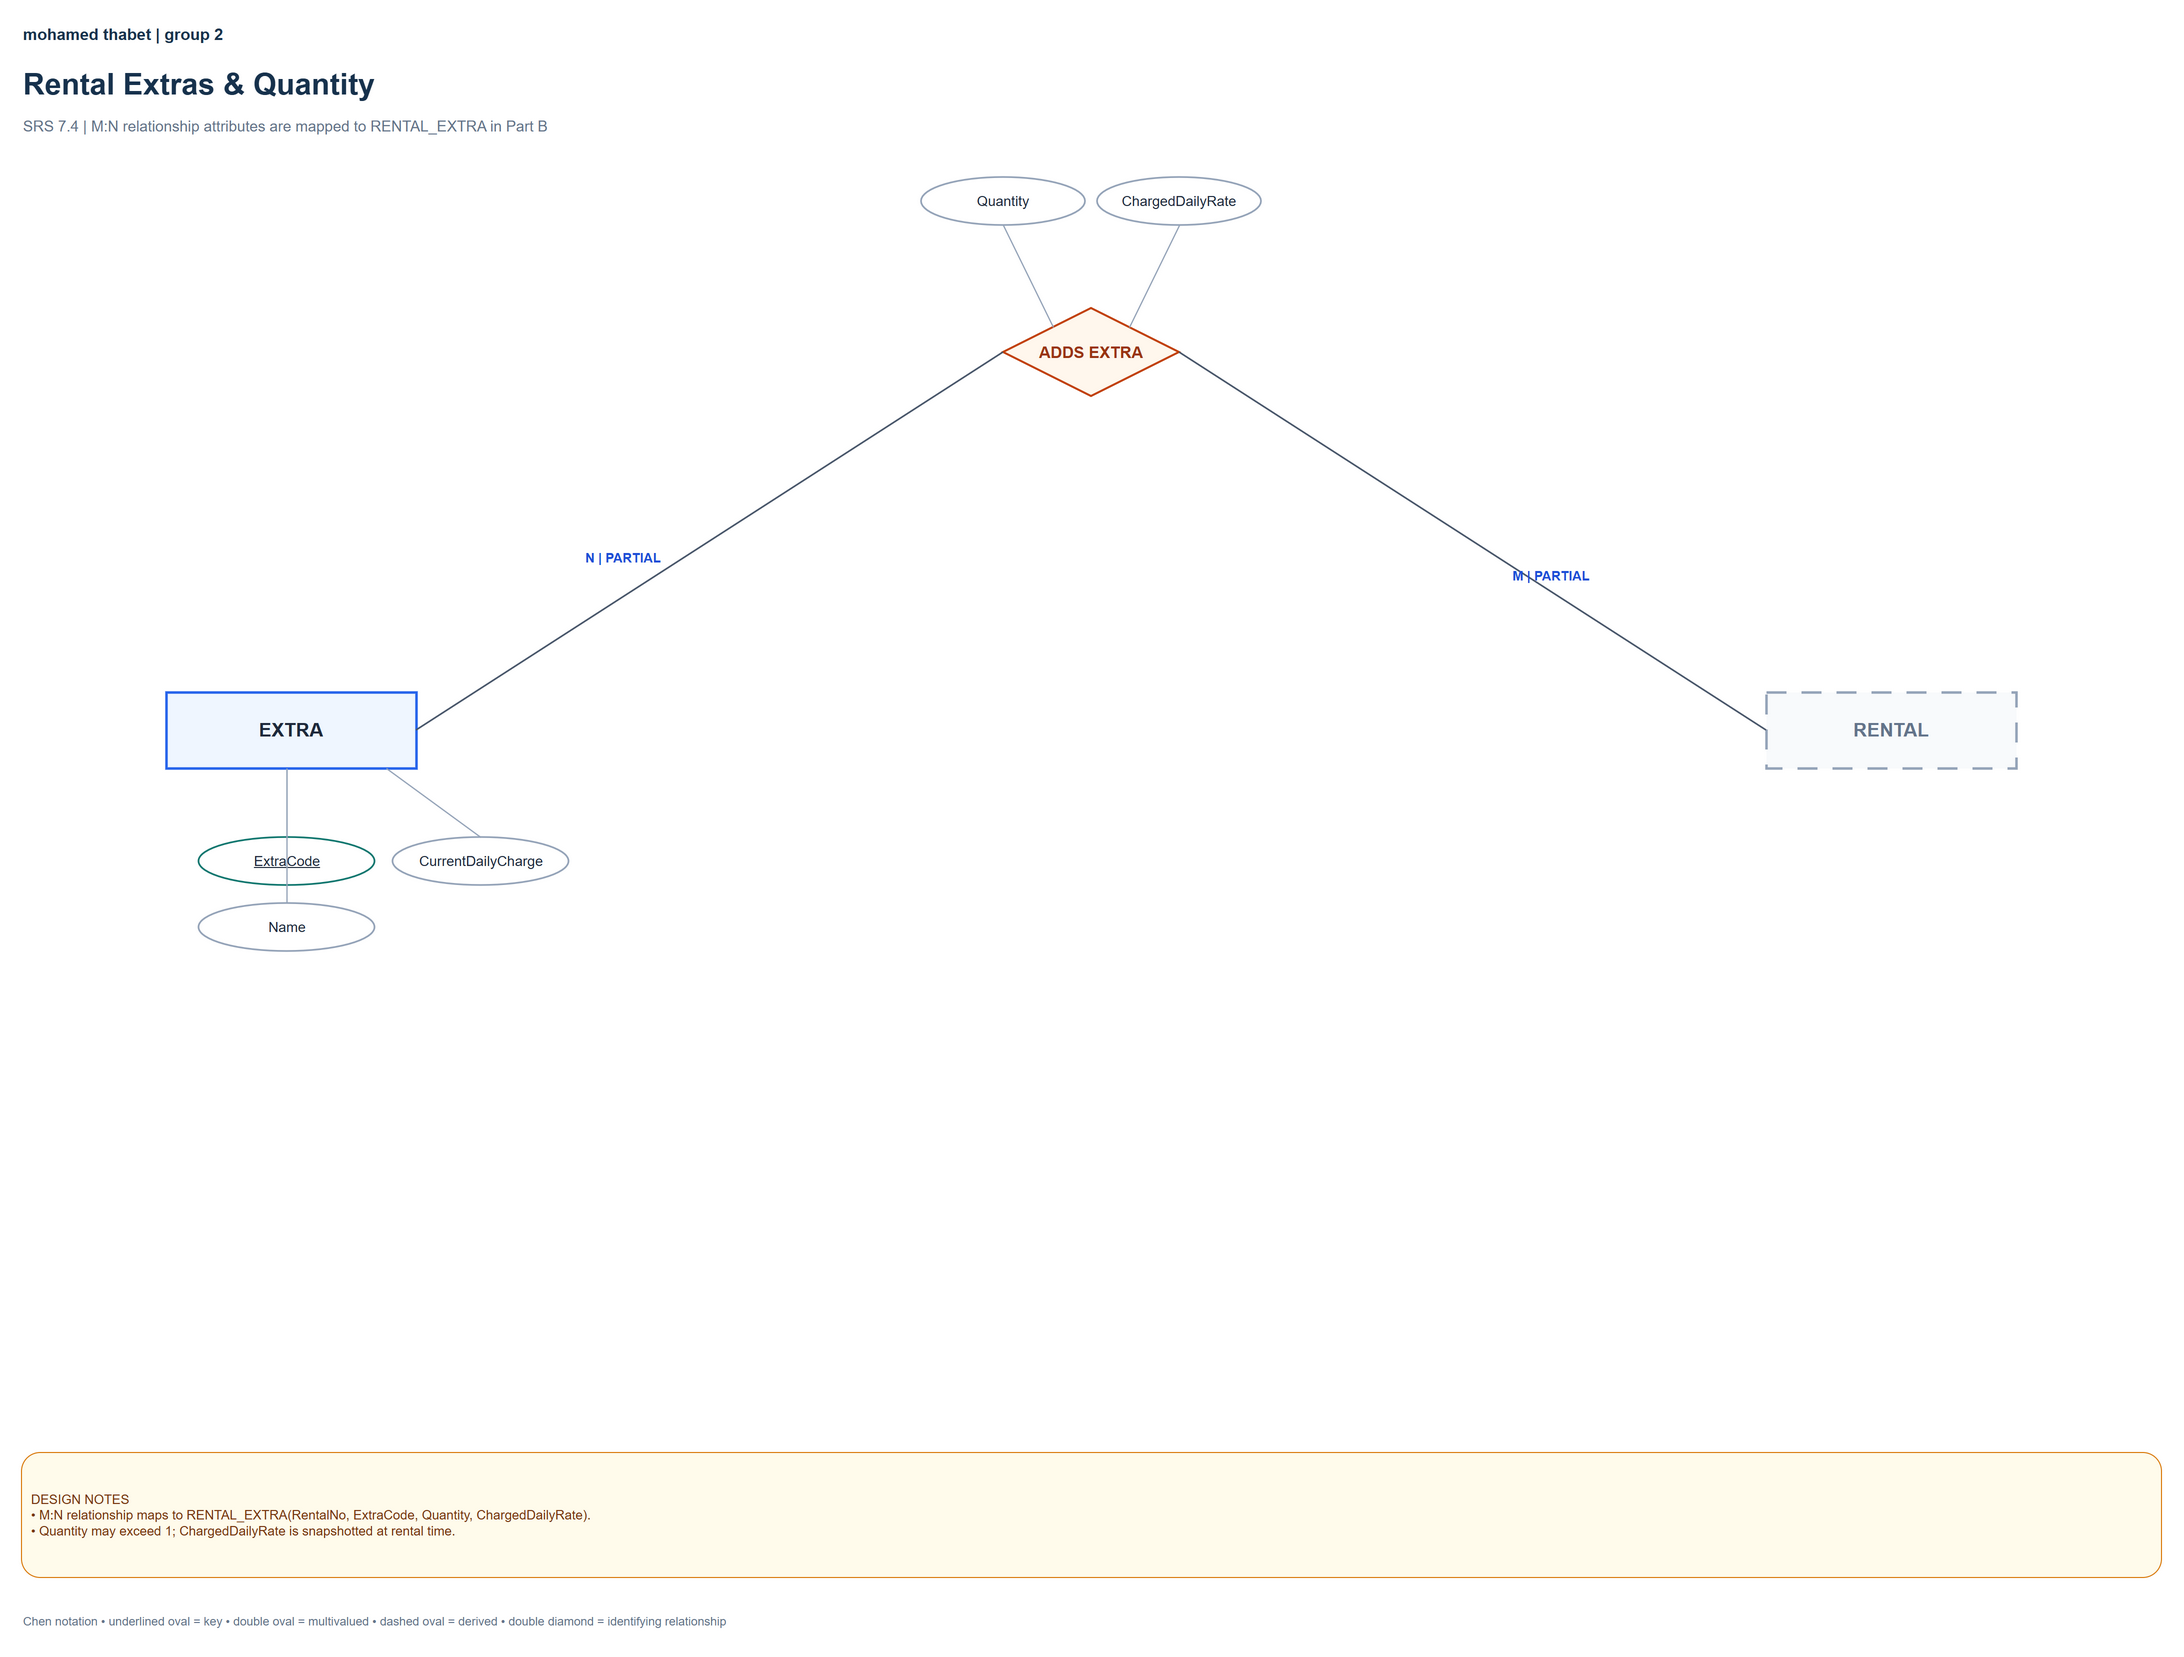 mohamed thabet | group 2
Rental Extras & Quantity
SRS 7.4 | M:N relationship attributes are mapped to RENTAL_EXTRA in Part B
Quantity
ChargedDailyRate
ADDS EXTRA
N | PARTIAL
M | PARTIAL
EXTRA
RENTAL
ExtraCode
CurrentDailyCharge
Name
DESIGN NOTES
• M:N relationship maps to RENTAL_EXTRA(RentalNo, ExtraCode, Quantity, ChargedDailyRate).
• Quantity may exceed 1; ChargedDailyRate is snapshotted at rental time.
Chen notation • underlined oval = key • double oval = multivalued • dashed oval = derived • double diamond = identifying relationship